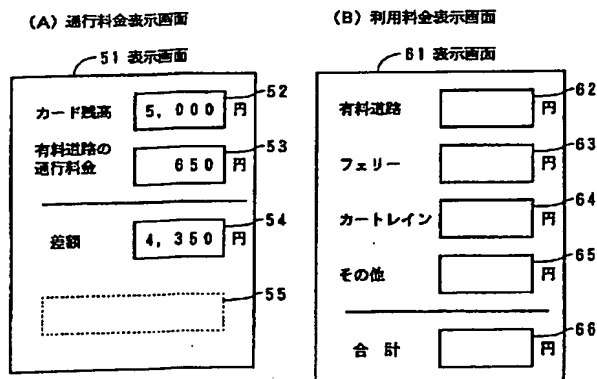 (A) 通行料金表示画面
51 表示画面
カード残高 5,000 円 52
有料道路の
通行料金 650 円 53
差額 4,350 円 54
55
(B) 利用料金表示画面
61 表示画面
有料道路 円 62
フェリー 円 63
カートレイン 円 64
その他 円 65
合計 円 66